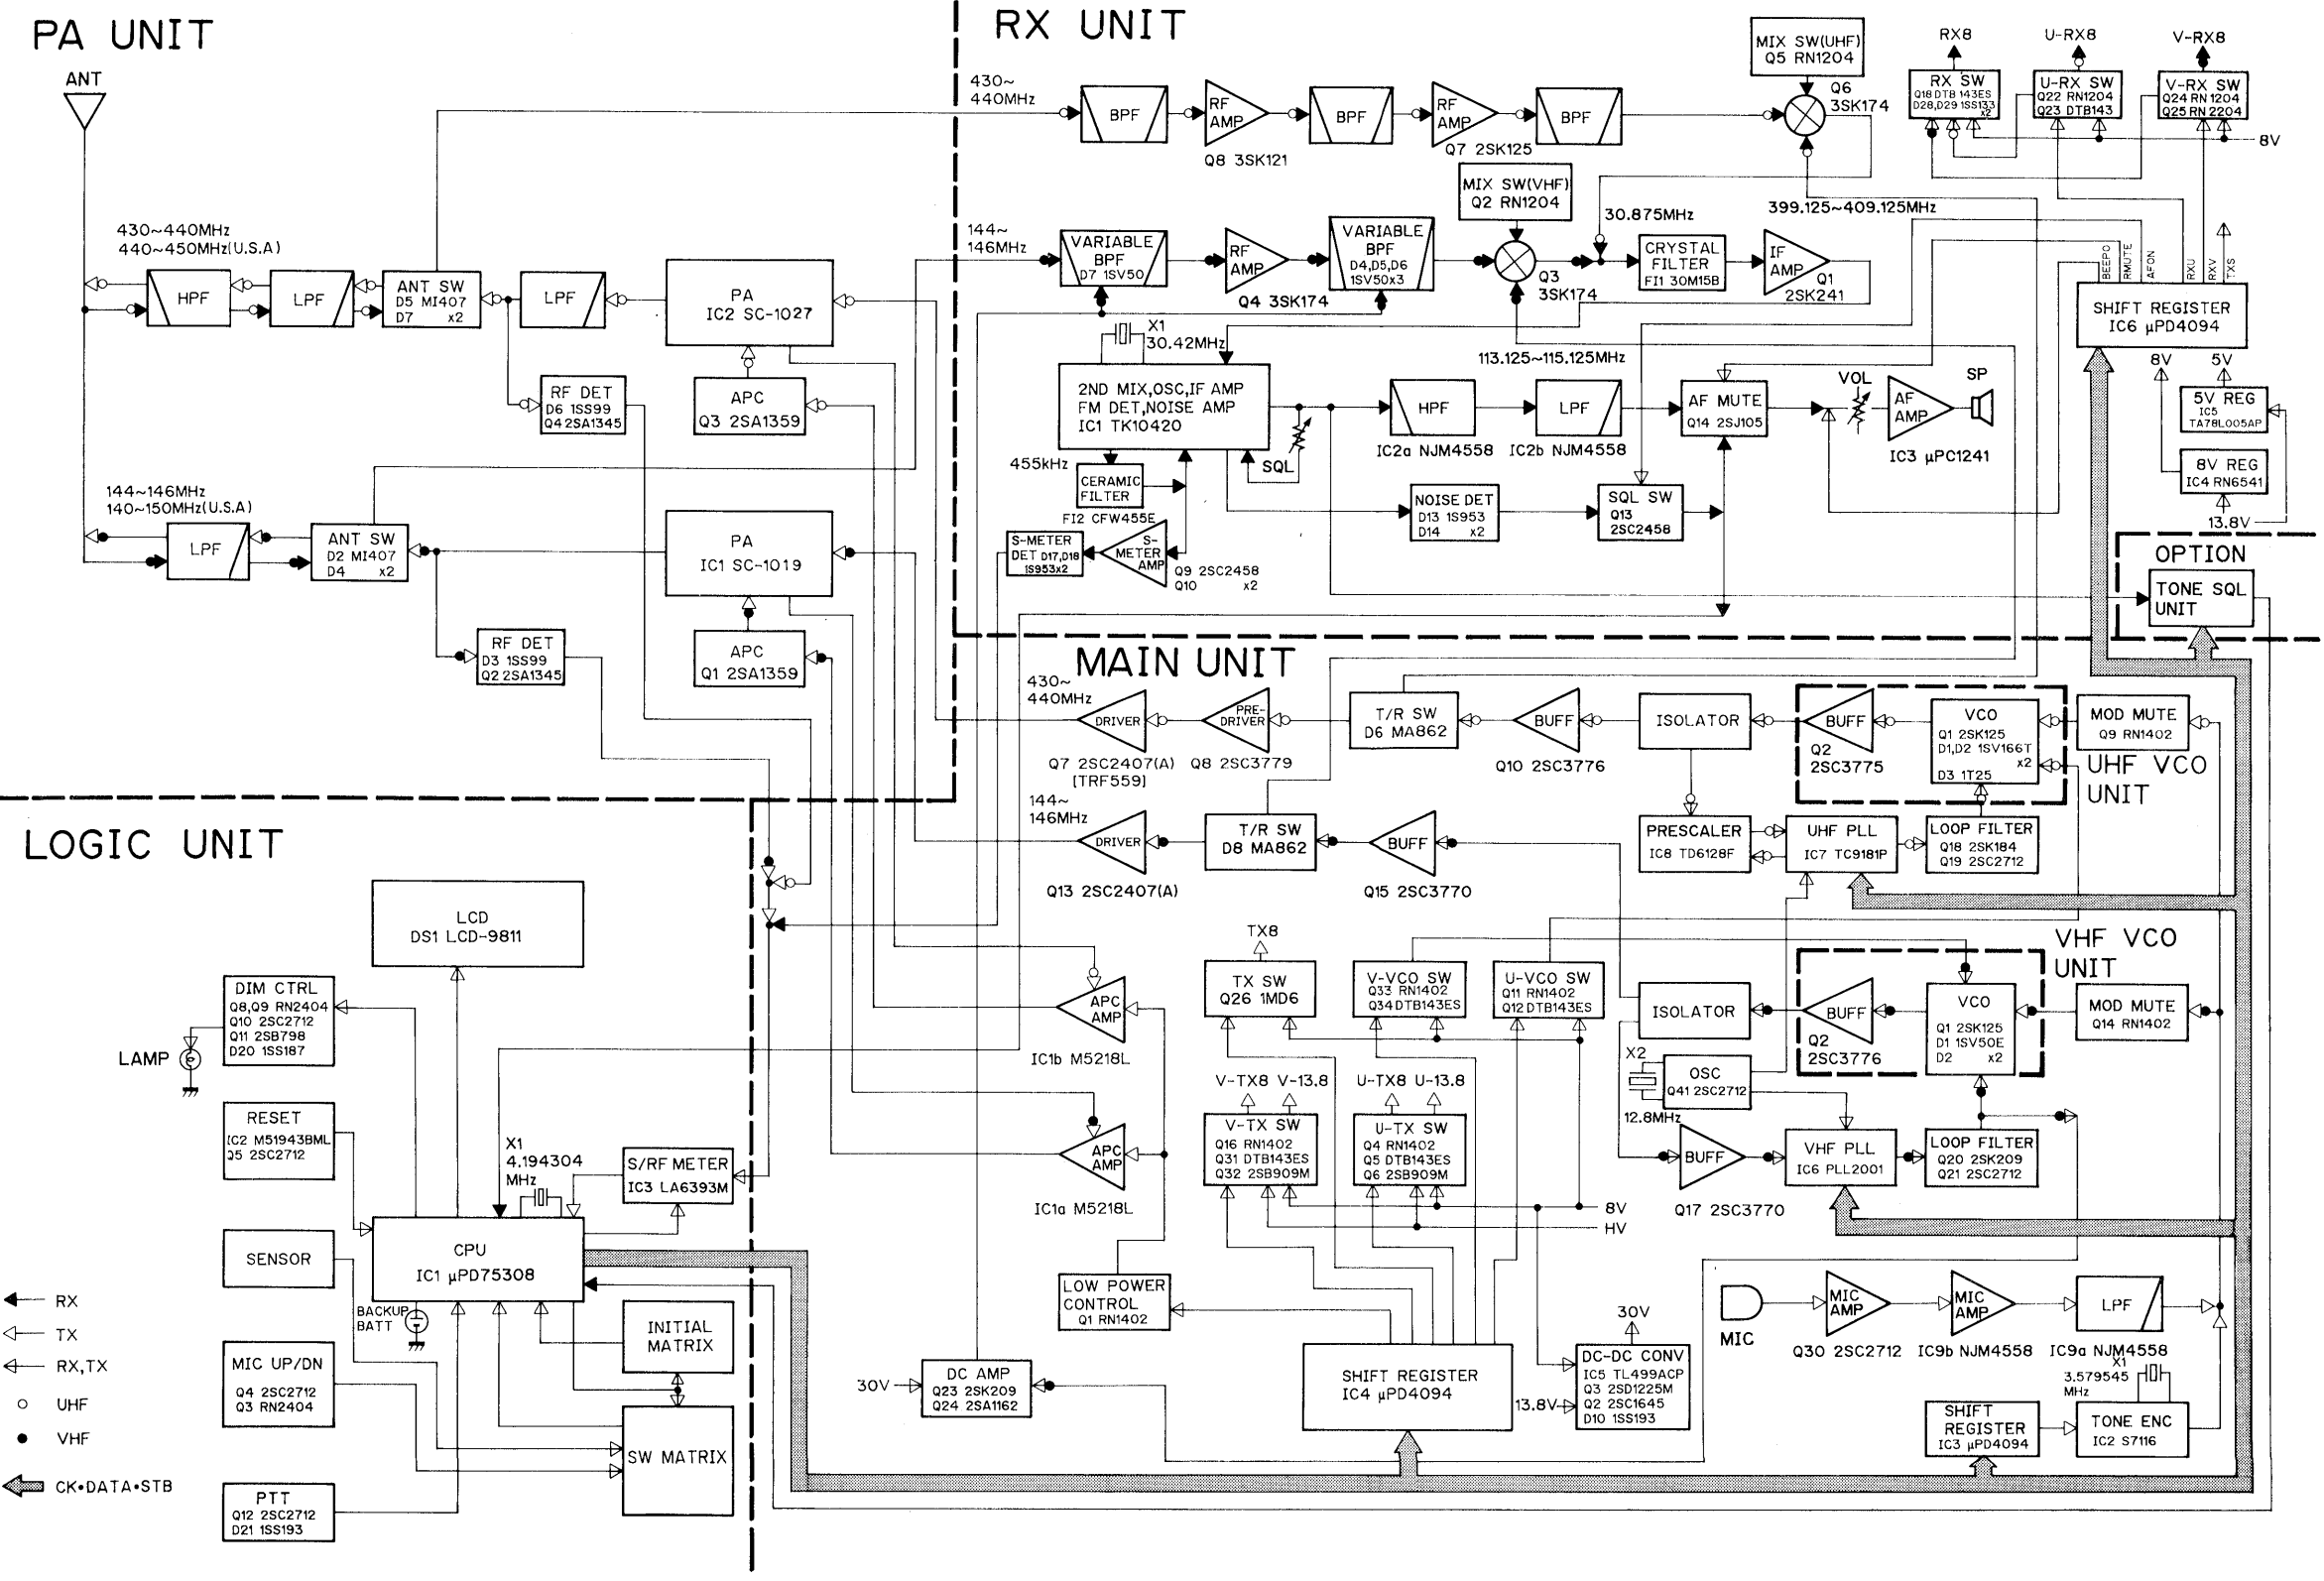 PA UNIT
ANT
430~440MHz
440~450MHz(U.S.A)
HPF
LPF
ANT SW
D5 MI407
D7 x2
LPF
PA
IC2 SC-1027
RF DET
D6 1SS99
Q4 2SA1345
APC
Q3 2SA1359
144~146MHz
140~150MHz(U.S.A)
LPF
ANT SW
D2 MI407
D4 x2
PA
IC1 SC-1019
RF DET
D3 1SS99
Q2 2SA1345
APC
Q1 2SA1359
RX UNIT
430~
440MHz
BPF
RF
AMP
Q8 3SK121
BPF
RF
AMP
Q7 2SK125
BPF
MIX SW(UHF)
Q5 RN1204
Q6
3SK174
RX8
U-RX8
V-RX8
RX SW
Q18 DTB 143ES
D28,D29 1SS133
x2
U-RX SW
Q22 RN1204
Q23 DTB143
V-RX SW
Q24 RN 1204
Q25 RN 2204
8V
MIX SW(VHF)
Q2 RN1204
144~
146MHz
VARIABLE
BPF
D7 1SV50
RF
AMP
Q4 3SK174
VARIABLE
BPF
D4,D5,D6
1SV50x3
Q3
3SK174
30.875MHz
399.125~409.125MHz
CRYSTAL
FILTER
FI1 30M15B
IF
AMP
Q1
2SK241
BEEPO
RMUTE
AFON
RXU
RXV
TXS
SHIFT REGISTER
IC6 μPD4094
X1
30.42MHz
113.125~115.125MHz
2ND MIX,OSC,IF AMP
FM DET,NOISE AMP
IC1 TK10420
SQL
HPF
IC2a NJM4558
LPF
IC2b NJM4558
AF MUTE
Q14 2SJ105
VOL
AF
AMP
IC3 μPC1241
SP
8V
5V
5V REG
IC5
TA78L005AP
8V REG
IC4 RN6541
13.8V
455kHz
CERAMIC
FILTER
FI2 CFW455E
NOISE DET
D13 1S953
D14 x2
SQL SW
Q13
2SC2458
S-METER
DET D17,D18
1S953x2
S-
METER
AMP
Q9 2SC2458
Q10 x2
OPTION
TONE SQL
UNIT
MAIN UNIT
430~
440MHz
DRIVER
Q7 2SC2407(A)
[TRF559]
PRE-
DRIVER
Q8 2SC3779
T/R SW
D6 MA862
BUFF
Q10 2SC3776
ISOLATOR
BUFF
Q2
2SC3775
VCO
Q1 2SK125
D1,D2 1SV166T
x2
D3 1T25
MOD MUTE
Q9 RN1402
UHF VCO
UNIT
144~
146MHz
DRIVER
Q13 2SC2407(A)
T/R SW
D8 MA862
BUFF
Q15 2SC3770
PRESCALER
IC8 TD6128F
UHF PLL
IC7 TC9181P
LOOP FILTER
Q18 2SK184
Q19 2SC2712
TX8
TX SW
Q26 1MD6
V-VCO SW
Q33 RN1402
Q34 DTB143ES
U-VCO SW
Q11 RN1402
Q12 DTB143ES
VHF VCO
UNIT
ISOLATOR
BUFF
Q2
2SC3776
VCO
Q1 2SK125
D1 1SV50E
D2 x2
MOD MUTE
Q14 RN1402
APC
AMP
IC1b M5218L
APC
AMP
IC1a M5218L
V-TX8 V-13.8
U-TX8 U-13.8
V-TX SW
Q16 RN1402
Q31 DTB143ES
Q32 2SB909M
U-TX SW
Q4 RN1402
Q5 DTB143ES
Q6 2SB909M
X2
12.8MHz
OSC
Q41 2SC2712
BUFF
Q17 2SC3770
VHF PLL
IC6 PLL2001
LOOP FILTER
Q20 2SK209
Q21 2SC2712
8V
HV
LOW POWER
CONTROL
Q1 RN1402
30V
DC AMP
Q23 2SK209
Q24 2SA1162
SHIFT REGISTER
IC4 μPD4094
30V
13.8V
DC-DC CONV
IC5 TL499ACP
Q3 2SD1225M
Q2 2SC1645
D10 1SS193
MIC
MIC
AMP
Q30 2SC2712
MIC
AMP
IC9b NJM4558
LPF
IC9a NJM4558
X1
3.579545
MHz
SHIFT
REGISTER
IC3 μPD4094
TONE ENC
IC2 S7116
LOGIC UNIT
LCD
DS1 LCD-9811
DIM CTRL
Q8,Q9 RN2404
Q10 2SC2712
Q11 2SB798
D20 1SS187
LAMP
RESET
IC2 M51943BML
Q5 2SC2712
X1
4.194304
MHz
S/RF METER
IC3 LA6393M
SENSOR
CPU
IC1 μPD75308
BACKUP
BATT
INITIAL
MATRIX
MIC UP/DN
Q4 2SC2712
Q3 RN2404
SW MATRIX
PTT
Q12 2SC2712
D21 1SS193
RX
TX
RX,TX
UHF
VHF
CK•DATA•STB